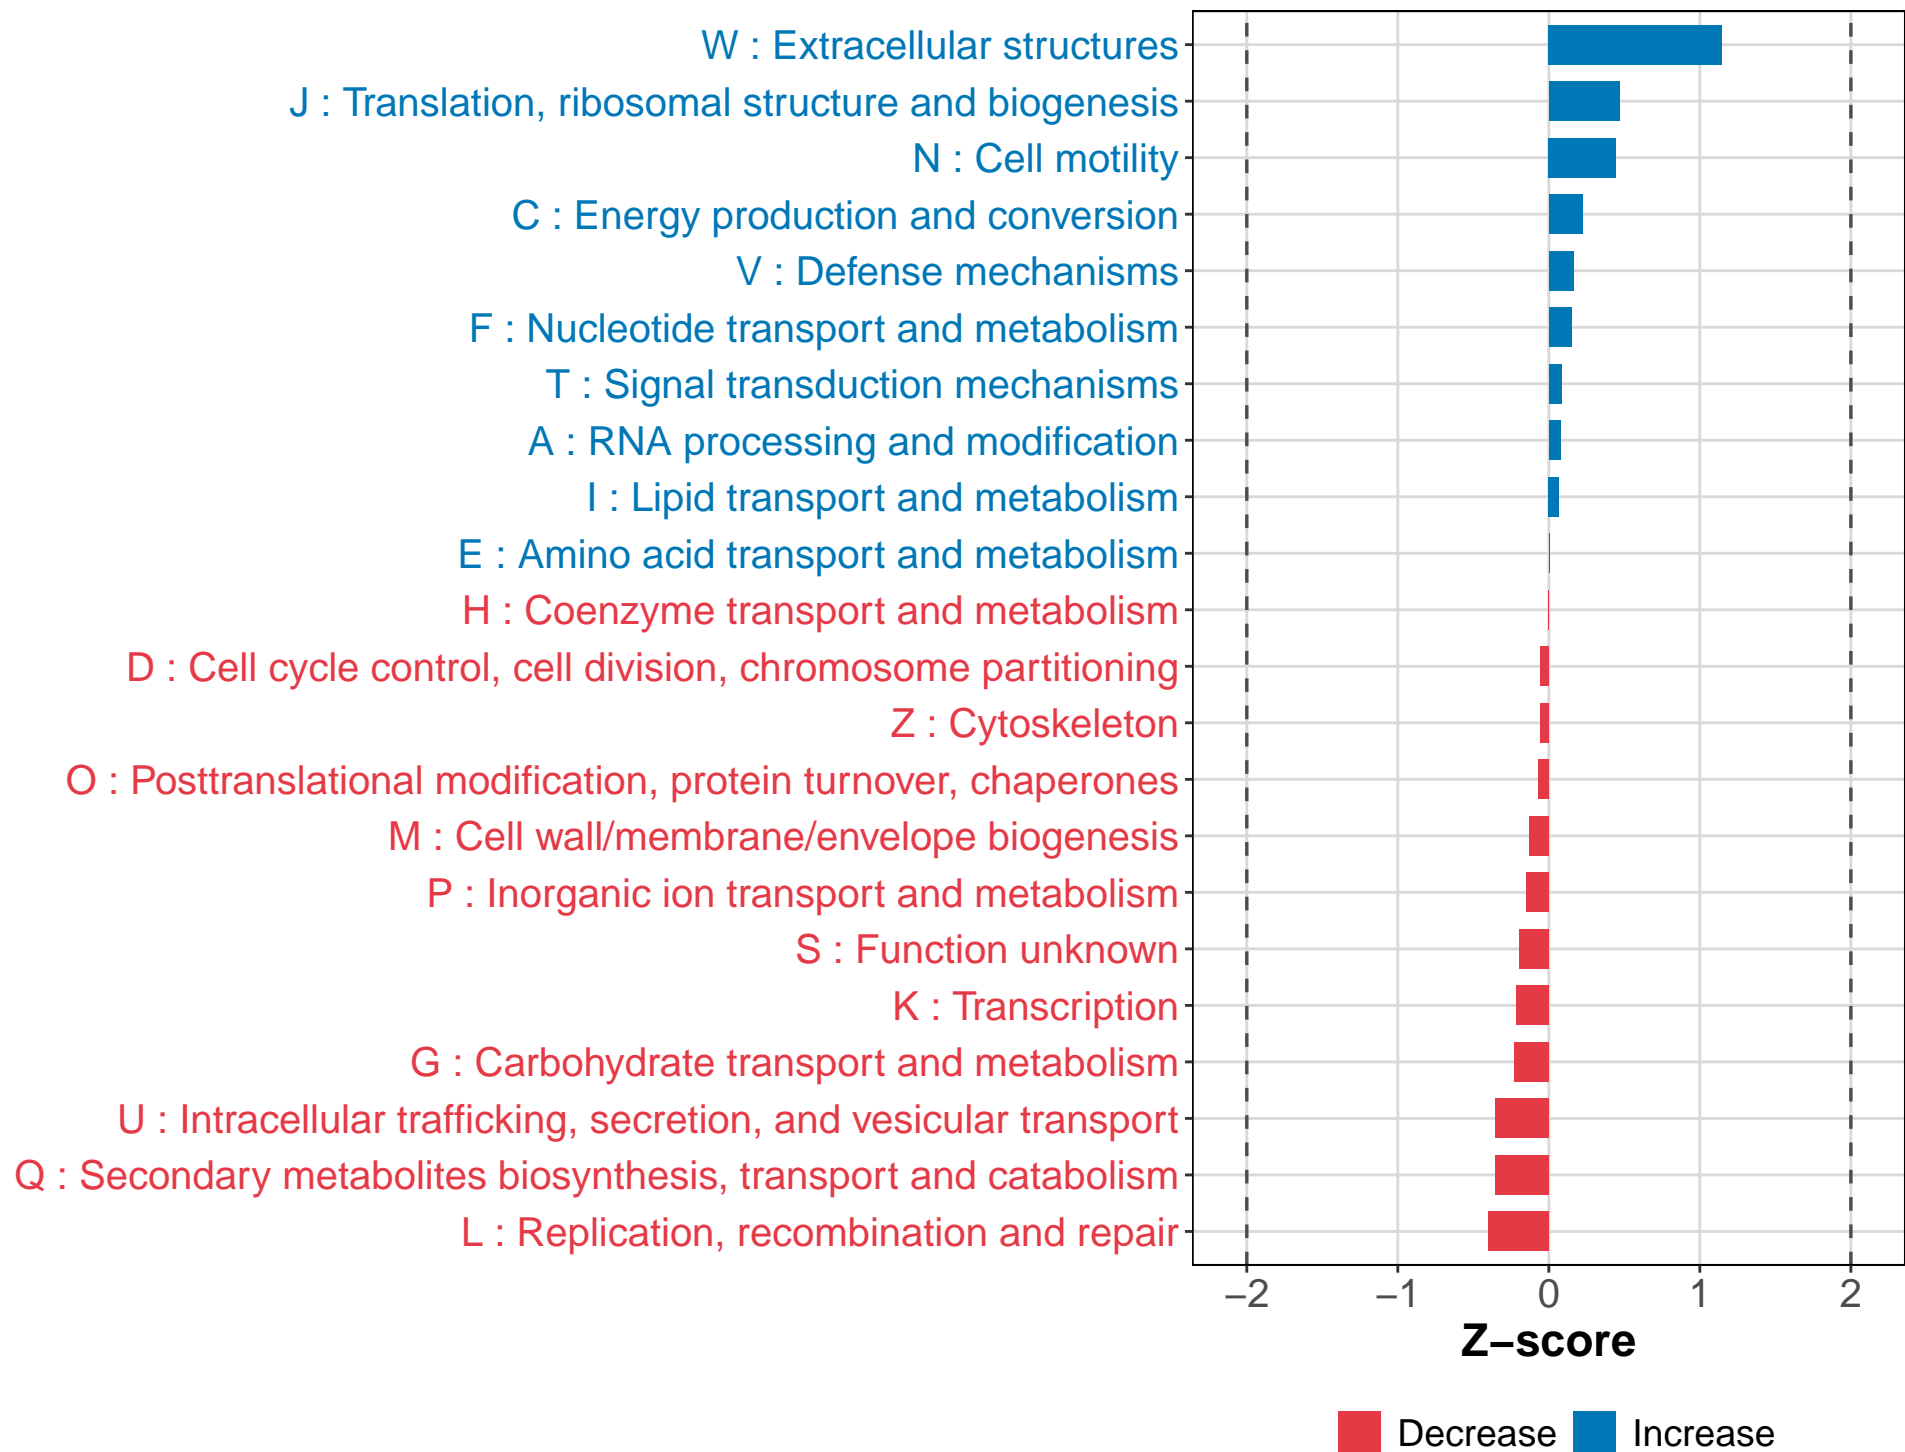 W : Extracellular structures
J : Translation, ribosomal structure and biogenesis
N : Cell motility
C : Energy production and conversion
V : Defense mechanisms
F : Nucleotide transport and metabolism
T : Signal transduction mechanisms
A : RNA processing and modification
I : Lipid transport and metabolism
E : Amino acid transport and metabolism
H : Coenzyme transport and metabolism
D : Cell cycle control, cell division, chromosome partitioning
Z : Cytoskeleton
O : Posttranslational modification, protein turnover, chaperones
M : Cell wall/membrane/envelope biogenesis
P : Inorganic ion transport and metabolism
S : Function unknown
K : Transcription
G : Carbohydrate transport and metabolism
U : Intracellular trafficking, secretion, and vesicular transport
Q : Secondary metabolites biosynthesis, transport and catabolism
L : Replication, recombination and repair
−2 −1 0 1 2
Z−score
Decrease Increase